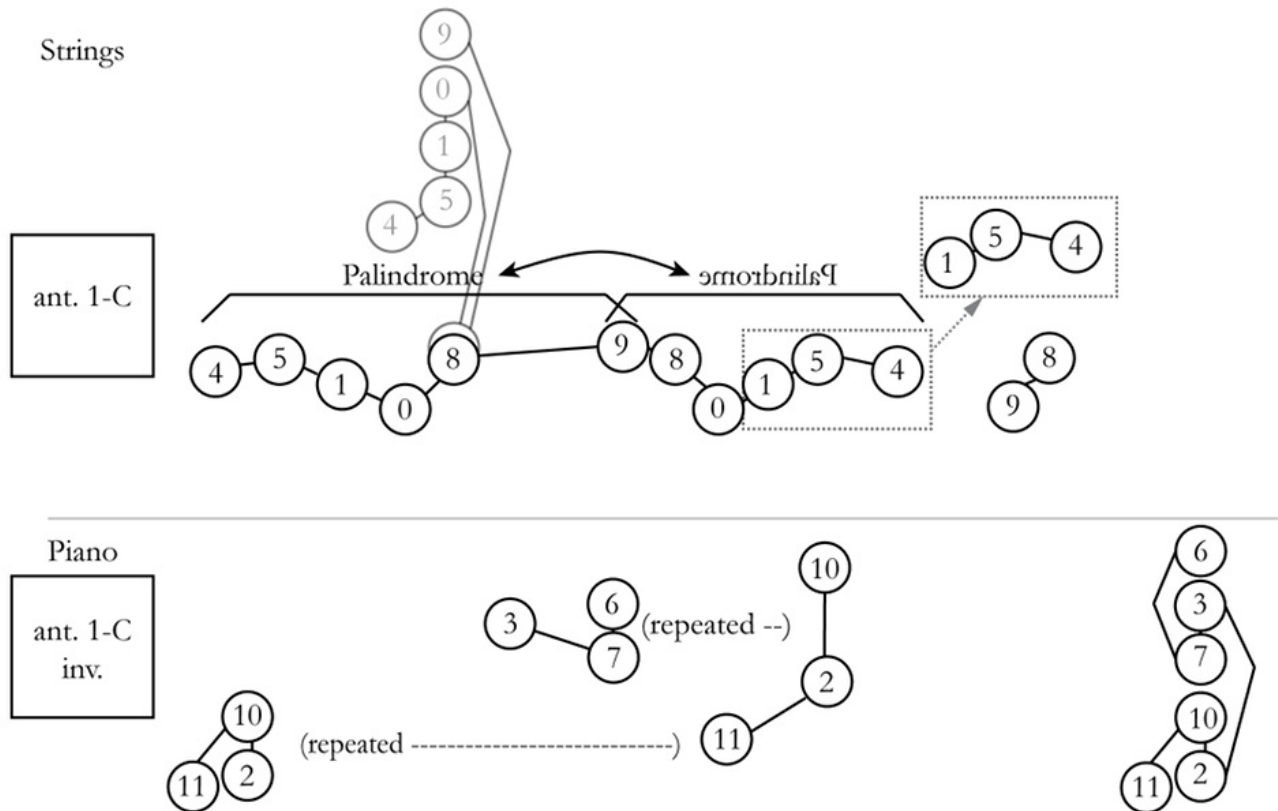 Strings
9
0
1
5
4
ant. 1-C
Palindrome
Palindrome
1 5 4
4 5 1 0 8 9 8 0 1 5 4 9 8
Piano
ant. 1-C
inv.
3 6 7 (repeated --)
10
2
11
10
11 2
(repeated -------------------------)
6
3
7
10
11 2